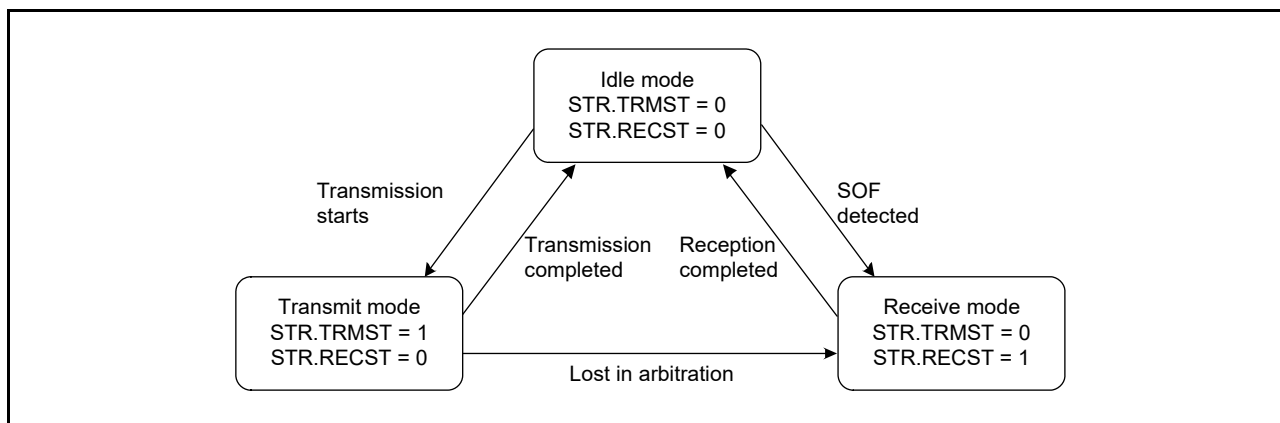 Idle mode
STR.TRMST = 0
STR.RECST = 0
Transmission
starts
SOF
detected
Transmission
completed
Reception
completed
Transmit mode
STR.TRMST = 1
STR.RECST = 0
Receive mode
STR.TRMST = 0
STR.RECST = 1
Lost in arbitration